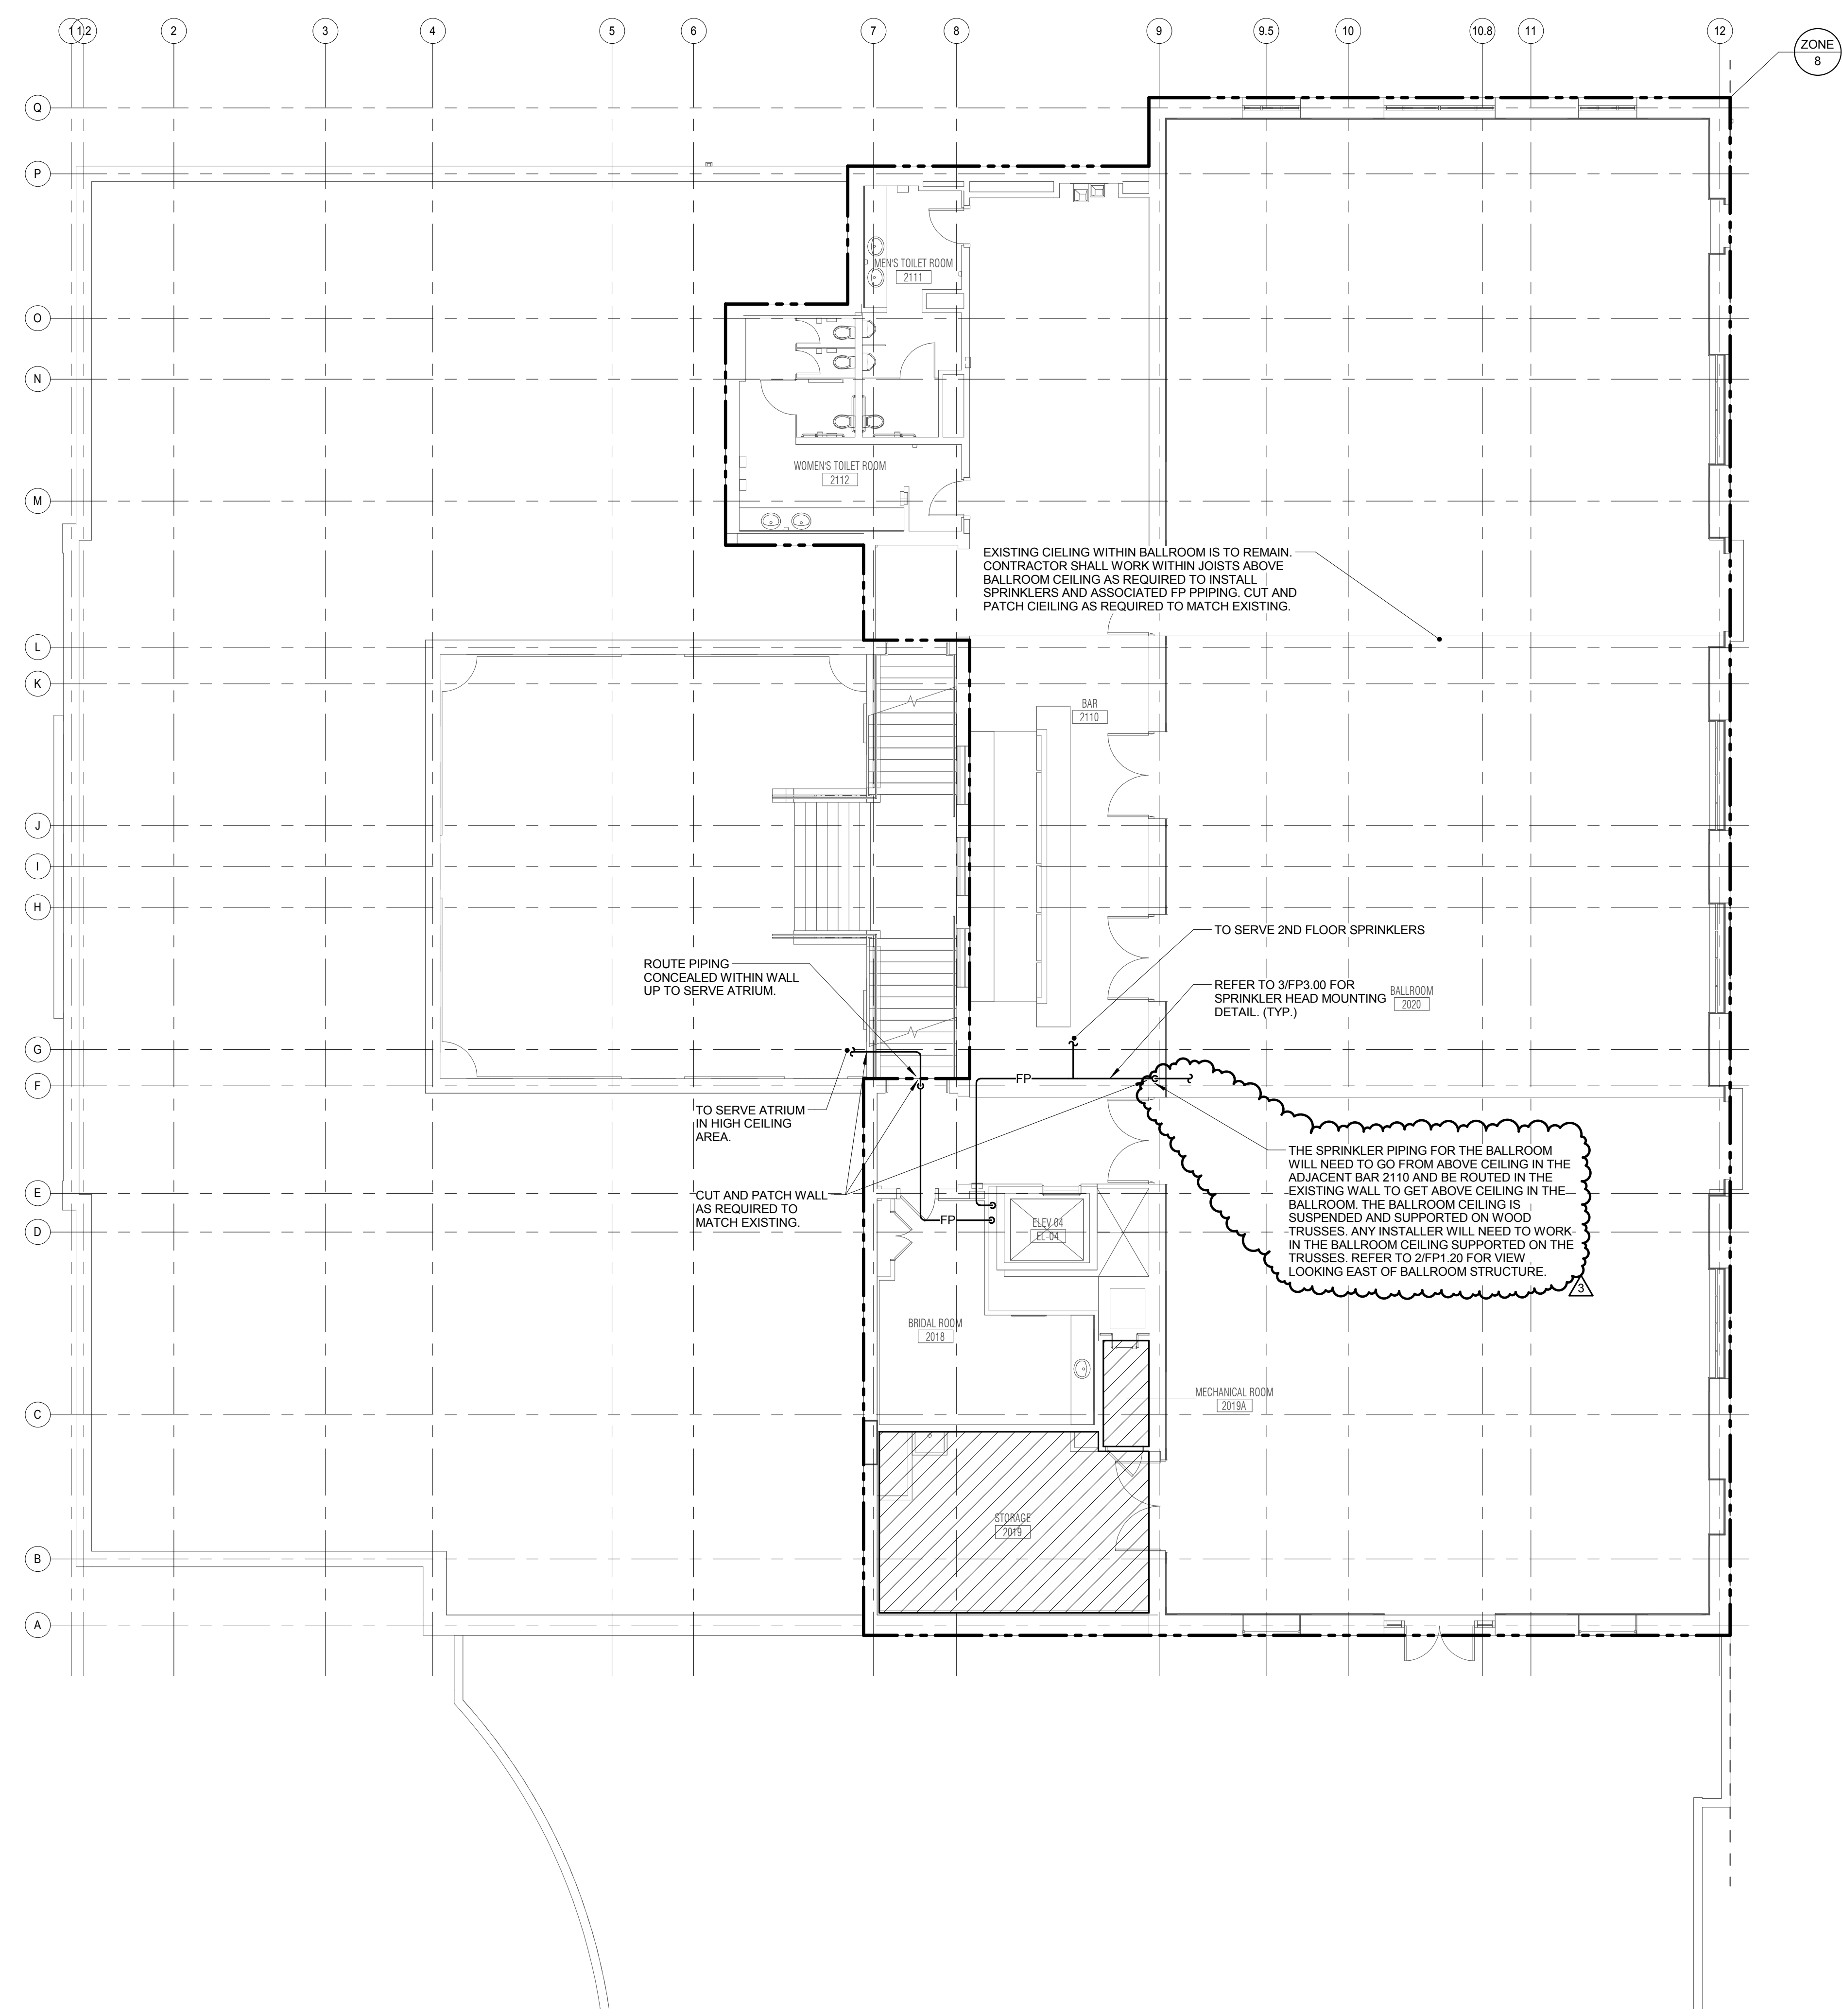 1
1.2
2
3
4
5
6
7
8
9
9.5
10
10.8
11
12
ZONE
8
Q
P
O
N
M
L
K
J
I
H
G
F
E
D
C
B
A
MEN'S TOILET ROOM
2111
WOMEN'S TOILET ROOM
2112
EXISTING CIELING WITHIN BALLROOM IS TO REMAIN.
CONTRACTOR SHALL WORK WITHIN JOISTS ABOVE
BALLROOM CEILING AS REQUIRED TO INSTALL
SPRINKLERS AND ASSOCIATED FP PPIPING. CUT AND
PATCH CIEILING AS REQUIRED TO MATCH EXISTING.
BAR
2110
TO SERVE 2ND FLOOR SPRINKLERS
ROUTE PIPING
CONCEALED WITHIN WALL
UP TO SERVE ATRIUM.
REFER TO 3/FP3.00 FOR
SPRINKLER HEAD MOUNTING
DETAIL. (TYP.)
BALLROOM
2020
FP
TO SERVE ATRIUM
IN HIGH CEILING
AREA.
CUT AND PATCH WALL
AS REQUIRED TO
MATCH EXISTING.
FP
ELEV 04
EL-04
THE SPRINKLER PIPING FOR THE BALLROOM
WILL NEED TO GO FROM ABOVE CEILING IN THE
ADJACENT BAR 2110 AND BE ROUTED IN THE
EXISTING WALL TO GET ABOVE CEILING IN THE
BALLROOM. THE BALLROOM CEILING IS
SUSPENDED AND SUPPORTED ON WOOD
TRUSSES. ANY INSTALLER WILL NEED TO WORK
IN THE BALLROOM CEILING SUPPORTED ON THE
TRUSSES. REFER TO 2/FP1.20 FOR VIEW
LOOKING EAST OF BALLROOM STRUCTURE.
3
BRIDAL ROOM
2018
MECHANICAL ROOM
2019A
STORAGE
2019